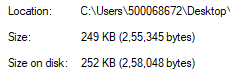 Location: C:\Users\500068672\Desktop\
Size: 249 KB (2,55,345 bytes)
Size on disk: 252 KB (2,58,048 bytes)